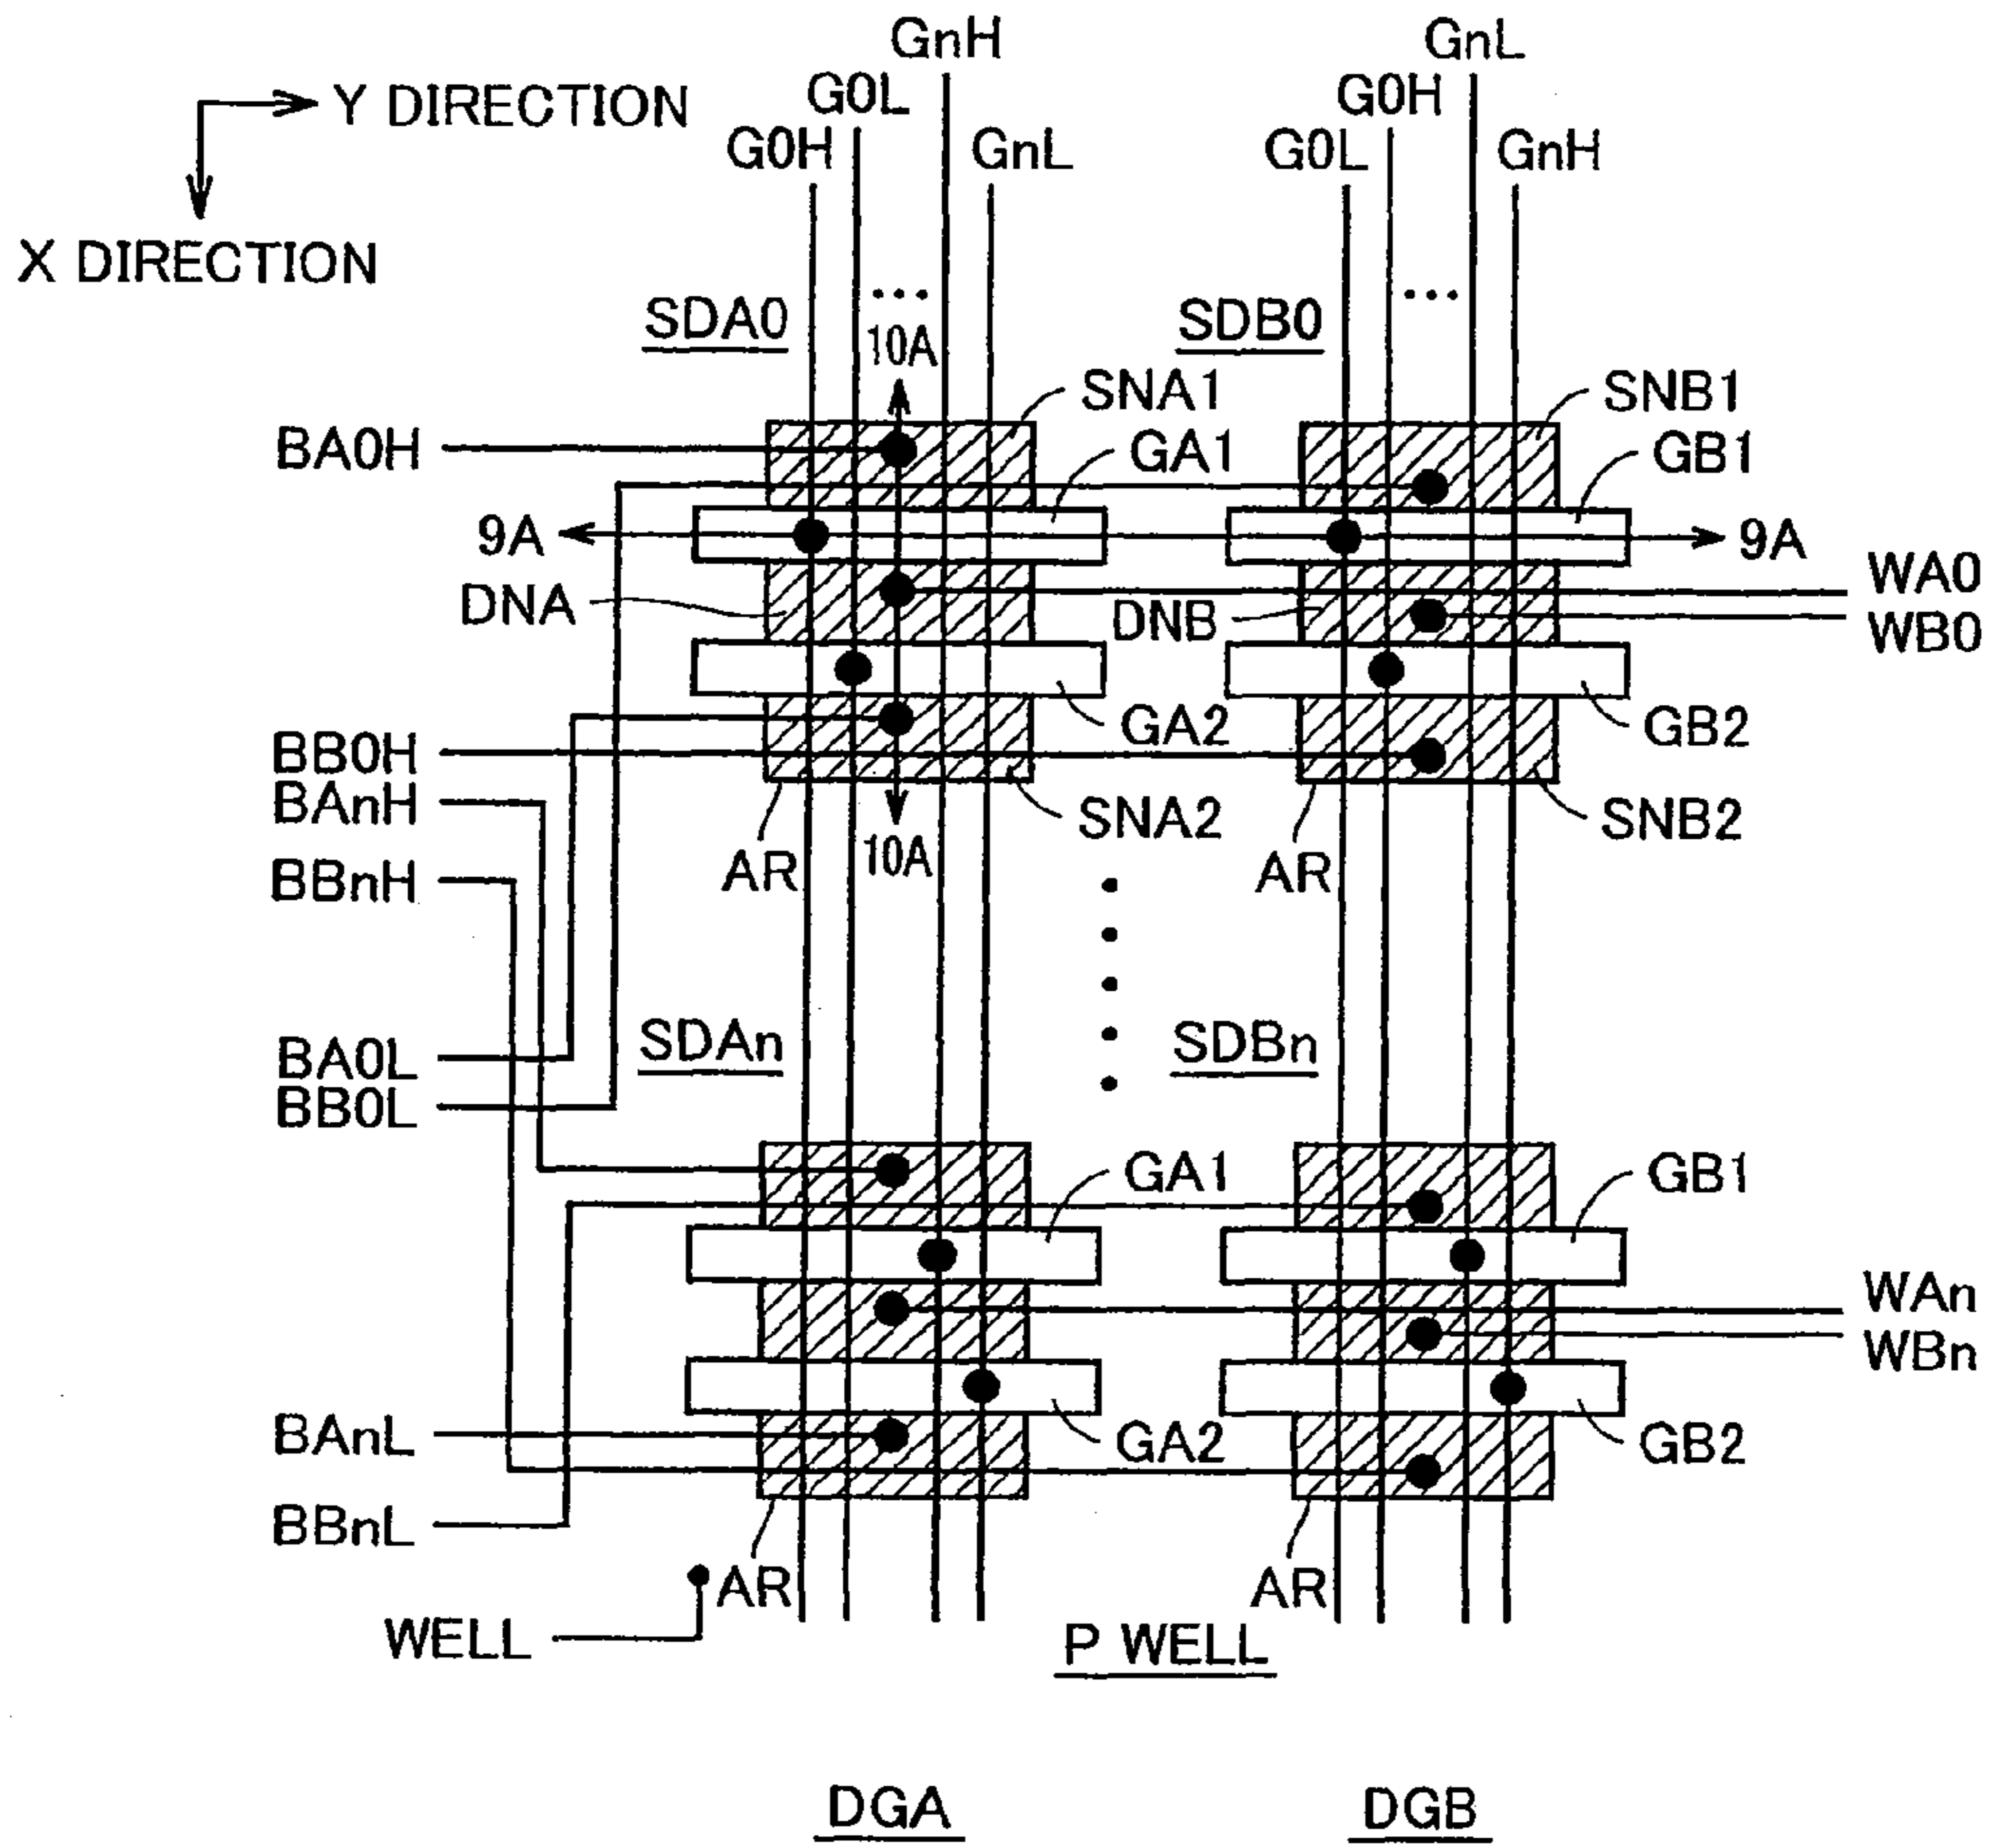 GnH
GnL
G0L
G0H
Y DIRECTION
G0H
GnL
G0L
GnH
X DIRECTION
SDA0
...
10A
SDB0
...
SNA1
SNB1
BA0H
GA1
GB1
9A
9A
WA0
DNA
DNB
WB0
GA2
GB2
BB0H
BAnH
SNA2
SNB2
AR
10A
AR
BBnH
SDAn
SDBn
BA0L
BB0L
GA1
GB1
WAn
WBn
BAnL
GA2
GB2
BBnL
AR
AR
WELL
P WELL
DGA
DGB